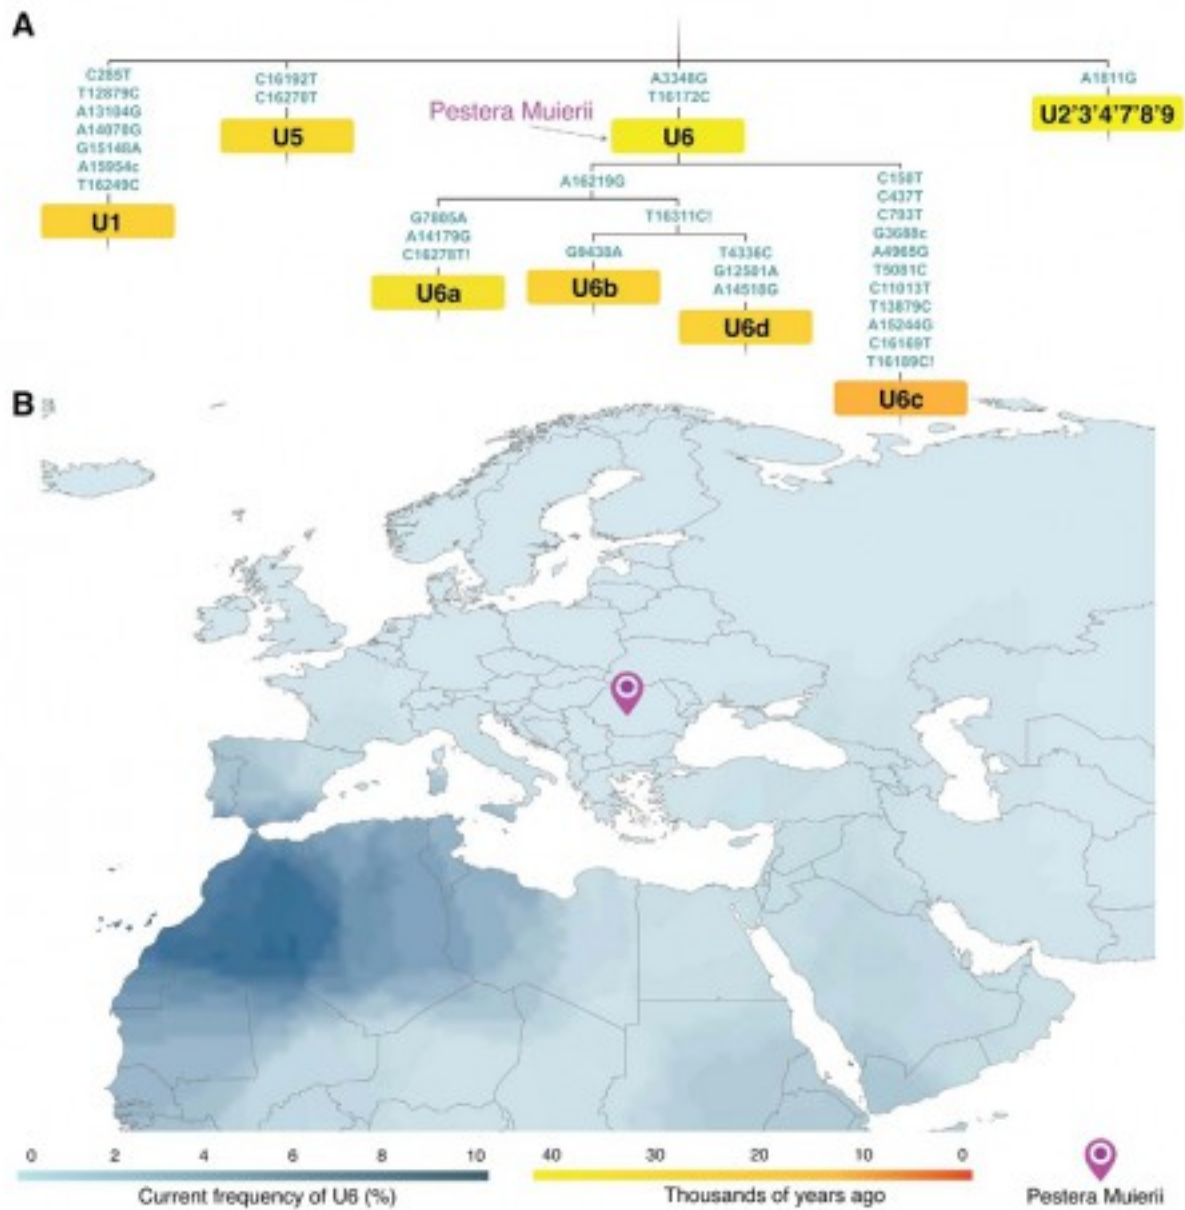 A
C285T
T12879C
A13104G
A14070G
G15148A
A15954c
T16249C
U1
C16192T
C16270T
U5
Pestera Muierii
A3348G
T16172C
U6
A1811G
U2'3'4'7'8'9
A16219G
G7805A
A14179G
C16278T!
U6a
T16311C!
G9438A
U6b
T4336C
G12501A
A14518G
U6d
C150T
C437T
C793T
G3688c
A4965G
T5081C
C11013T
T13879C
A15244G
C16169T
T16189C!
U6c
B
0 2 4 6 8 10
Current frequency of U6 (%)
40 30 20 10 0
Thousands of years ago
Pestera Muierii